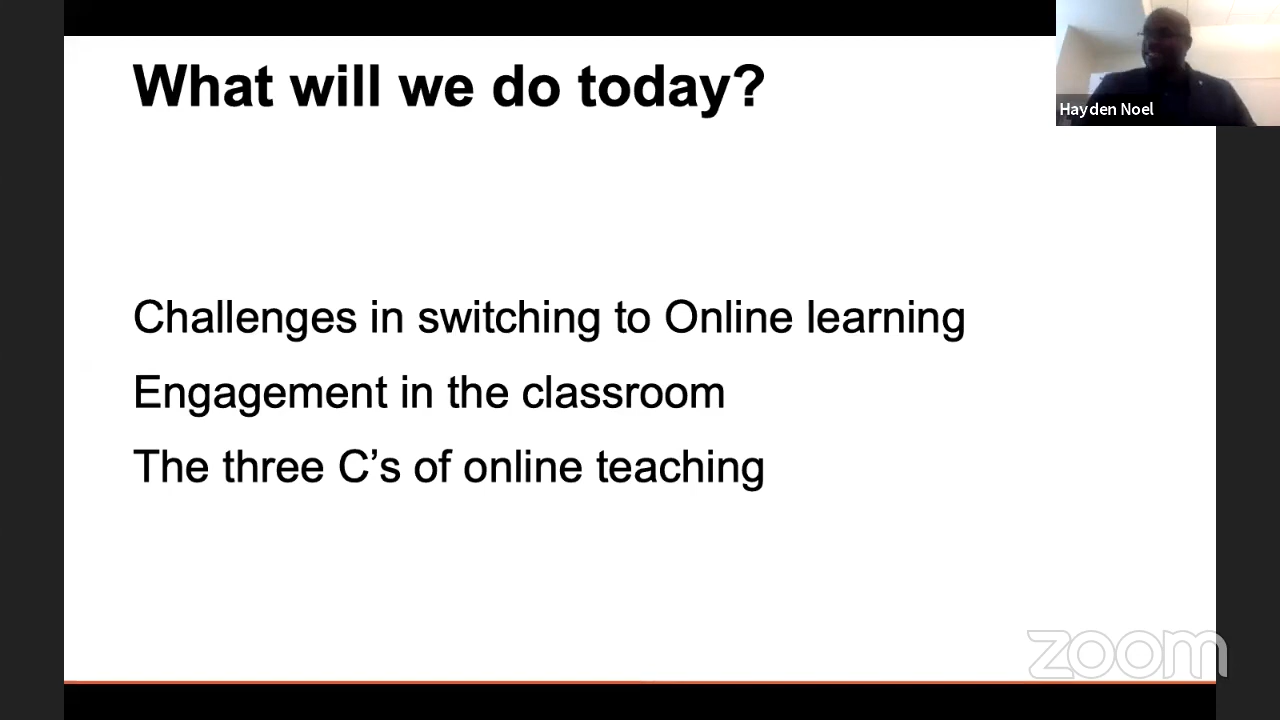 What will we do today?
Hayden Noel
Challenges in switching to Online learning
Engagement in the classroom
The three C’s of online teaching
zoom